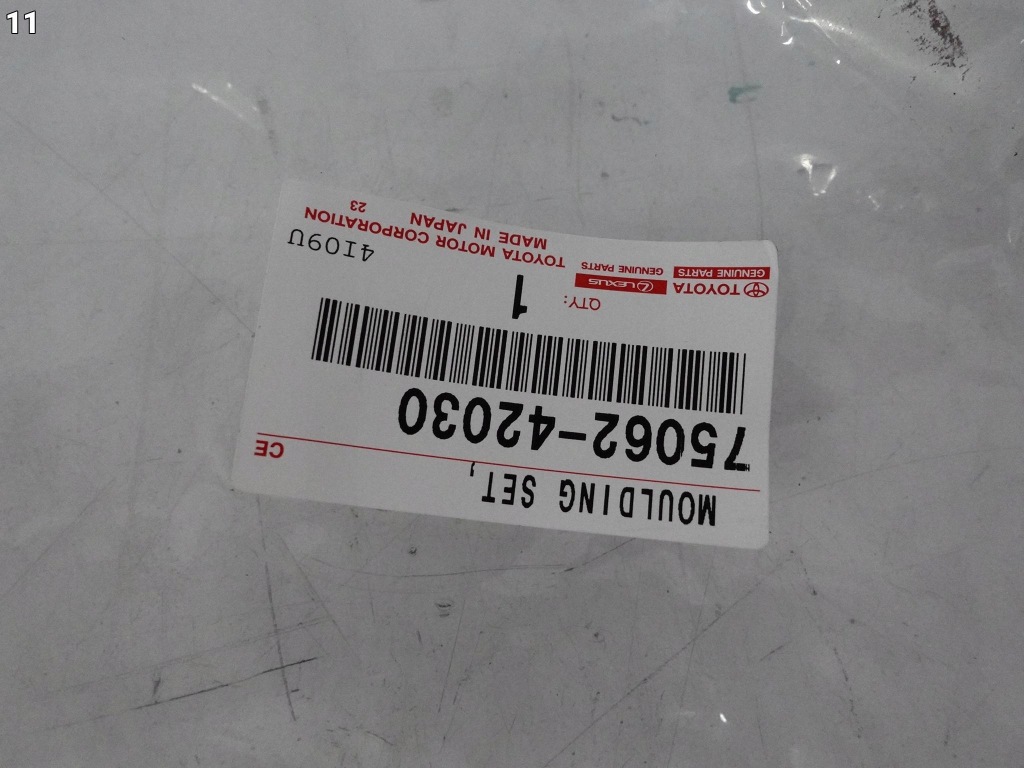 11
MOULDING SET,
CE
75062-42030
QTY:
1
TOYOTA
GENUINE PARTS
LEXUS
GENUINE PARTS
4I09U
TOYOTA MOTOR CORPORATION
MADE IN JAPAN
23